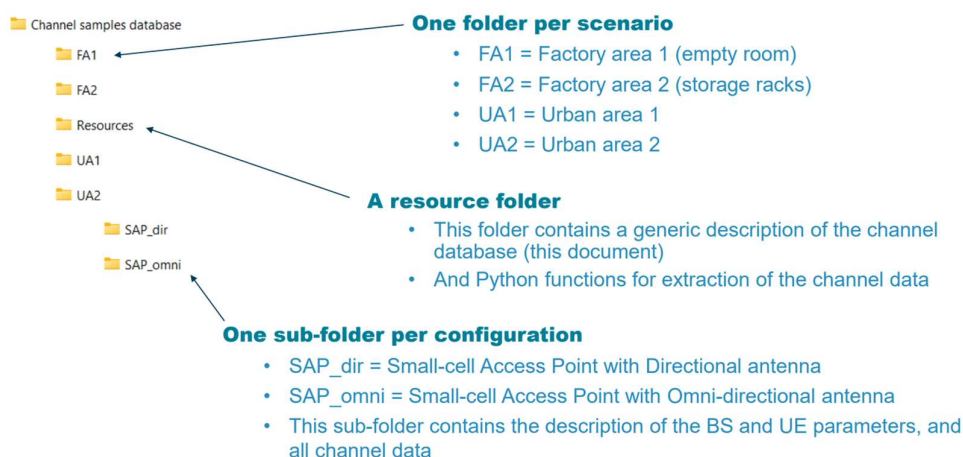 Channel samples database
FA1
FA2
Resources
UA1
UA2
SAP_dir
SAP_omni
One folder per scenario
• FA1 = Factory area 1 (empty room)
• FA2 = Factory area 2 (storage racks)
• UA1 = Urban area 1
• UA2 = Urban area 2
A resource folder
• This folder contains a generic description of the channel
database (this document)
• And Python functions for extraction of the channel data
One sub-folder per configuration
• SAP_dir = Small-cell Access Point with Directional antenna
• SAP_omni = Small-cell Access Point with Omni-directional antenna
• This sub-folder contains the description of the BS and UE parameters, and
all channel data